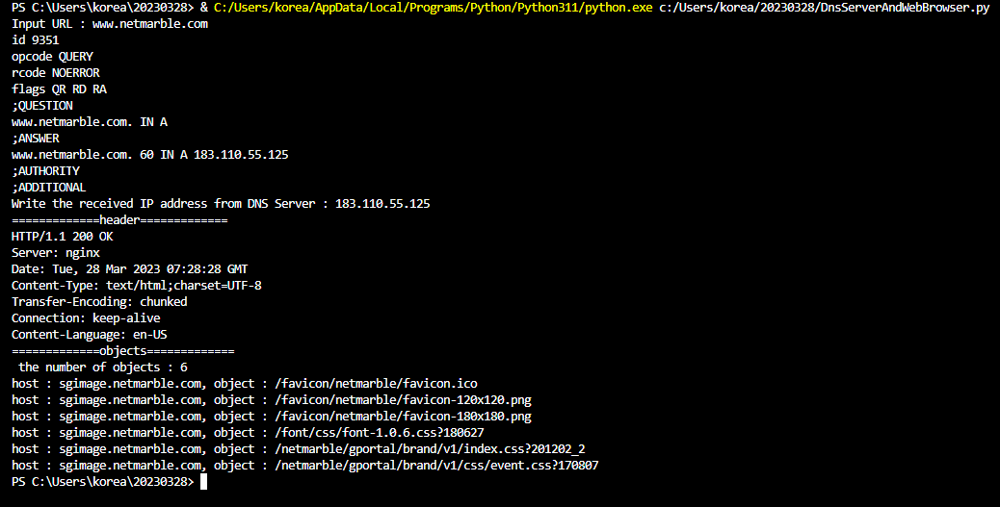 PS C:\Users\korea\20230328> & C:/Users/korea/AppData/Local/Programs/Python/Python311/python.exe c:/Users/korea/20230328/DnsServerAndWebBrowser.py
Input URL : www.netmarble.com
id 9351
opcode QUERY
rcode NOERROR
flags QR RD RA
;QUESTION
www.netmarble.com. IN A
;ANSWER
www.netmarble.com. 60 IN A 183.110.55.125
;AUTHORITY
;ADDITIONAL
Write the received IP address from DNS Server : 183.110.55.125
=============header=============
HTTP/1.1 200 OK
Server: nginx
Date: Tue, 28 Mar 2023 07:28:28 GMT
Content-Type: text/html;charset=UTF-8
Transfer-Encoding: chunked
Connection: keep-alive
Content-Language: en-US
=============objects=============
 the number of objects : 6
host : sgimage.netmarble.com, object : /favicon/netmarble/favicon.ico
host : sgimage.netmarble.com, object : /favicon/netmarble/favicon-120x120.png
host : sgimage.netmarble.com, object : /favicon/netmarble/favicon-180x180.png
host : sgimage.netmarble.com, object : /font/css/font-1.0.6.css?180627
host : sgimage.netmarble.com, object : /netmarble/gportal/brand/v1/index.css?201202_2
host : sgimage.netmarble.com, object : /netmarble/gportal/brand/v1/css/event.css?170807
PS C:\Users\korea\20230328>